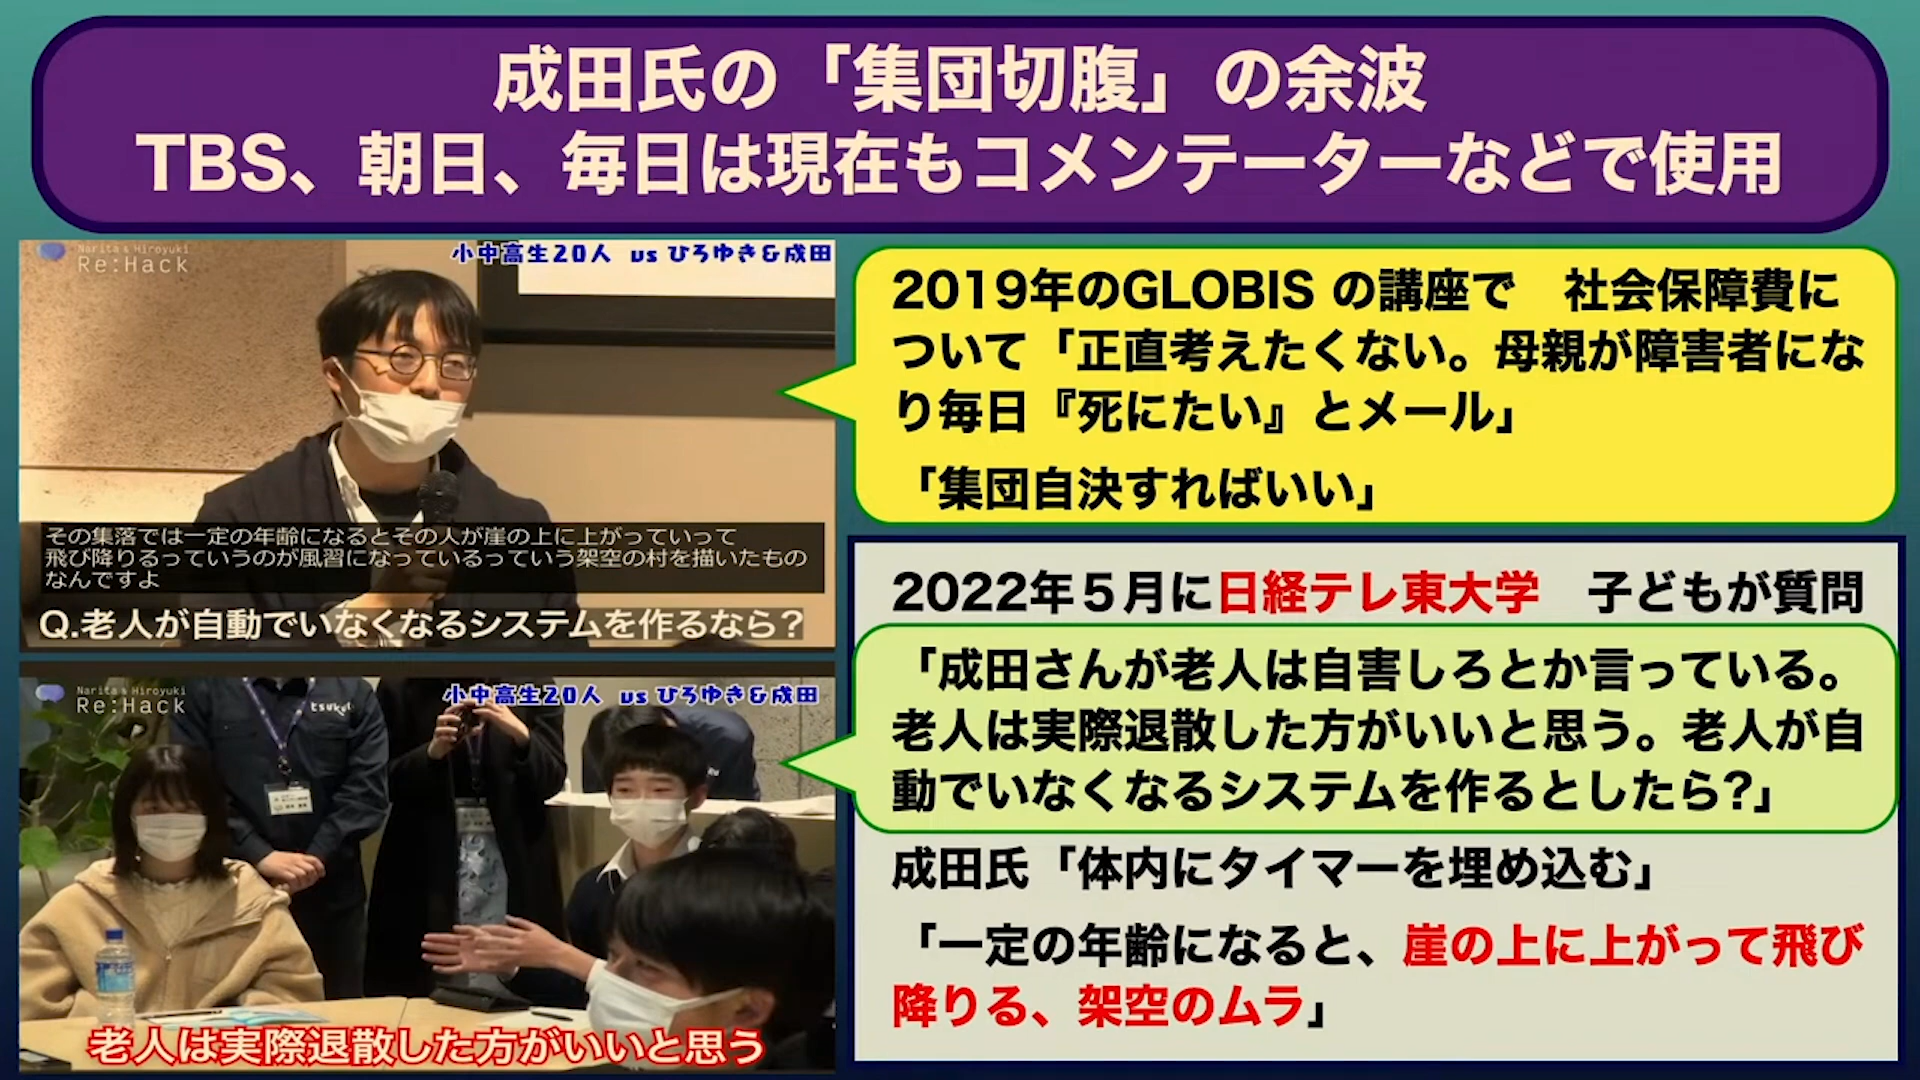 成田氏の「集団切腹」の余波
TBS、朝日、毎日は現在もコメンテーターなどで使用
Narita & Hiroyuki
Re:Hack
小中高生20人 vs ひろゆき&成田
その集落では一定の年齢になるとその人が崖の上に上がっていって
飛び降りるっていうのが風習になっているっていう架空の村を描いたもの
なんですよ
Q.老人が自動でいなくなるシステムを作るなら?
2019年のGLOBIS の講座で　社会保障費に
ついて「正直考えたくない。母親が障害者にな
り毎日『死にたい』とメール」
「集団自決すればいい」
Narita & Hiroyuki
Re:Hack
小中高生20人 vs ひろゆき&成田
老人は実際退散した方がいいと思う
2022年５月に日経テレ東大学　子どもが質問
「成田さんが老人は自害しろとか言っている。
老人は実際退散した方がいいと思う。老人が自
動でいなくなるシステムを作るとしたら?」
成田氏「体内にタイマーを埋め込む」
「一定の年齢になると、崖の上に上がって飛び
降りる、架空のムラ」